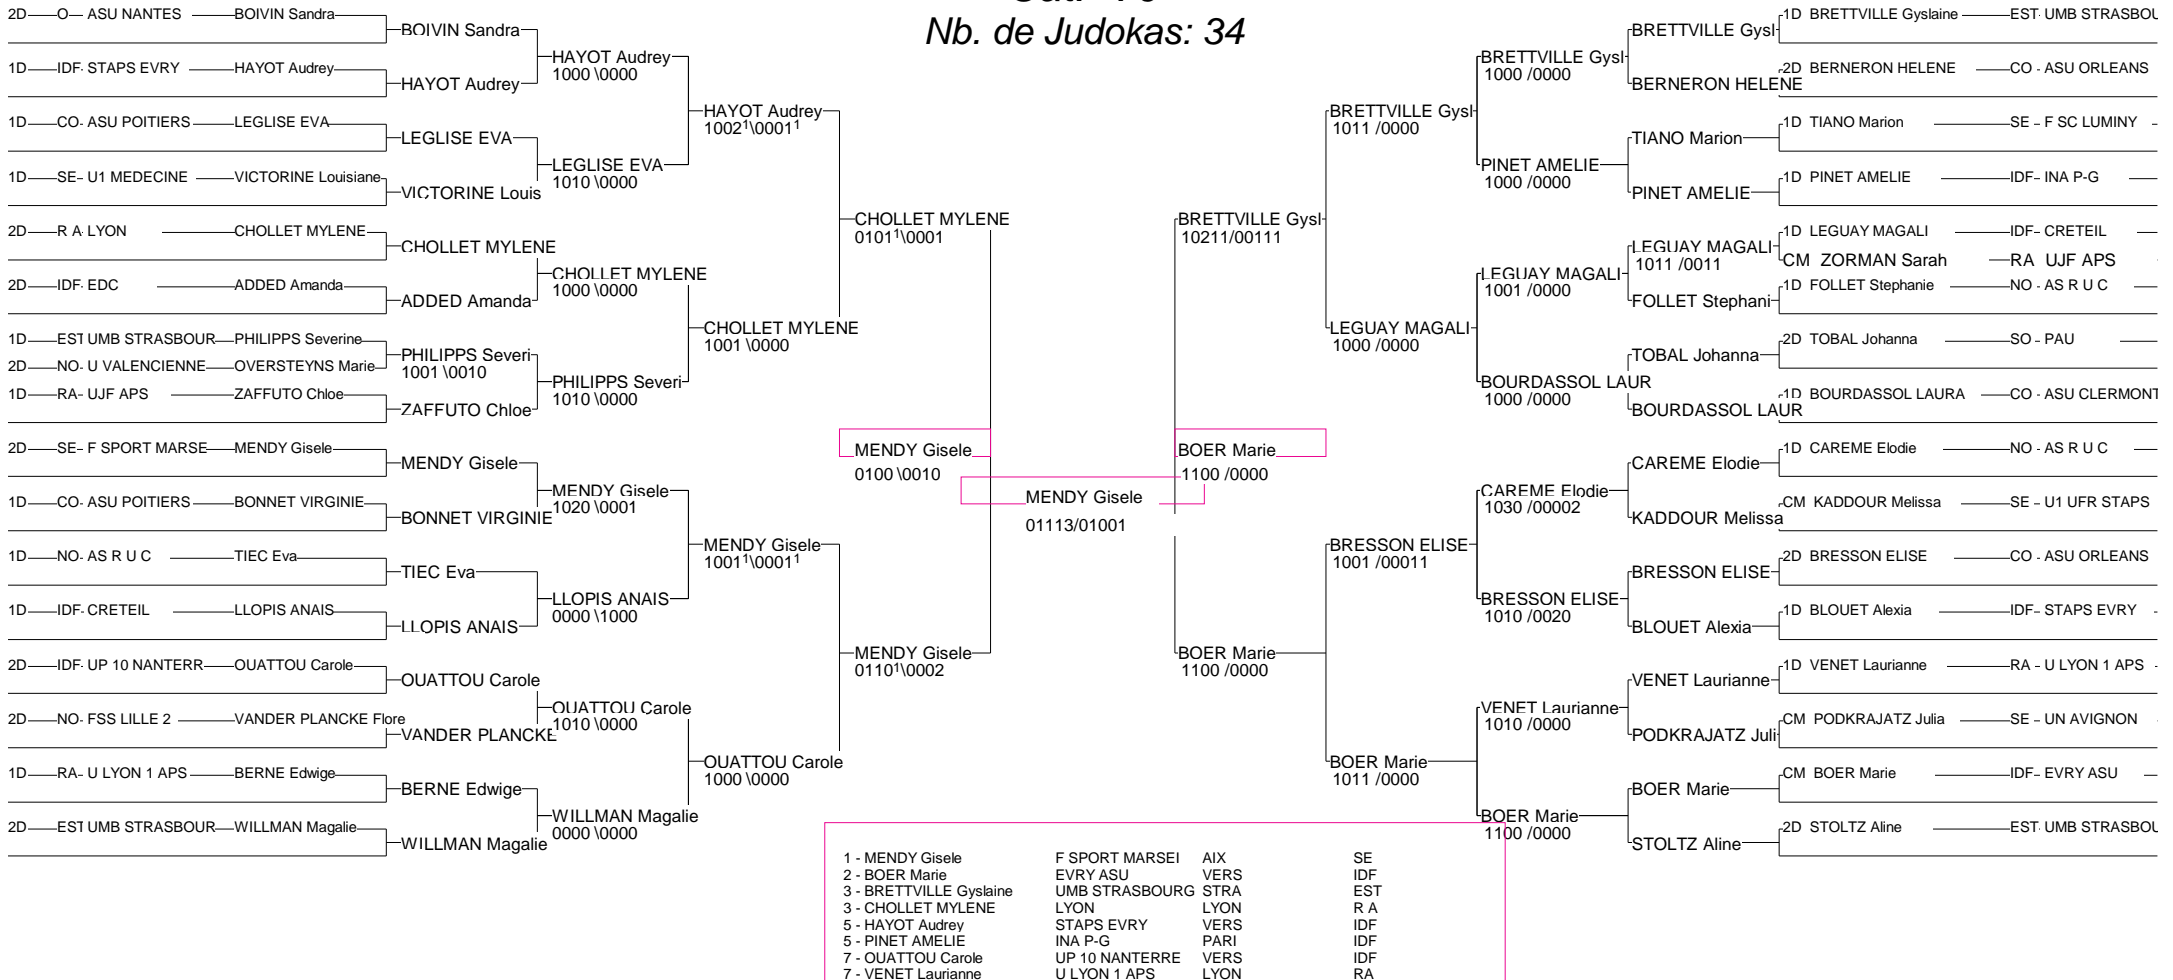 Nb. de Judokas: 34
2D O ASU NANTES BOIVIN Sandra
1D IDF- STAPS EVRY HAYOT Audrey
1D CO- ASU POITIERS LEGLISE EVA
1D SE- U1 MEDECINE VICTORINE Louisiane
2D R A- LYON CHOLLET MYLENE
2D IDF- EDC ADDED Amanda
1D EST UMB STRASBOUR PHILIPPS Severine
2D NO- U VALENCIENNE OVERSTEYNS Marie
1D RA- UJF APS ZAFFUTO Chloe
2D SE- F SPORT MARSE MENDY Gisele
1D CO- ASU POITIERS BONNET VIRGINIE
1D NO- AS R U C TIEC Eva
1D IDF- CRETEIL LLOPIS ANAIS
2D IDF- UP 10 NANTERR OUATTOU Carole
2D NO- FSS LILLE 2 VANDER PLANCKE Flore
1D RA- U LYON 1 APS BERNE Edwige
2D EST UMB STRASBOUR WILLMAN Magalie
BOIVIN Sandra
HAYOT Audrey
LEGLISE EVA
VICTORINE Louis
CHOLLET MYLENE
ADDED Amanda
PHILIPPS Severi
1001 \0010
ZAFFUTO Chloe
MENDY Gisele
BONNET VIRGINIE
TIEC Eva
LLOPIS ANAIS
OUATTOU Carole
VANDER PLANCKE
BERNE Edwige
WILLMAN Magalie
HAYOT Audrey
1000 \0000
LEGLISE EVA
1010 \0000
CHOLLET MYLENE
1000 \0000
PHILIPPS Severi
1010 \0000
MENDY Gisele
1020 \0001
LLOPIS ANAIS
0000 \1000
OUATTOU Carole
1010 \0000
WILLMAN Magalie
0000 \0000
HAYOT Audrey
1002¹\0001¹
CHOLLET MYLENE
1001 \0000
MENDY Gisele
1001¹\0001¹
OUATTOU Carole
1000 \0000
CHOLLET MYLENE
0101¹\0001
MENDY Gisele
0110¹\0002
MENDY Gisele
0100 \0010
MENDY Gisele
01113/01001
BOER Marie
1100 /0000
BRETTVILLE Gysl
10211/00111
BOER Marie
1100 /0000
BRETTVILLE Gysl
1011 /0000
LEGUAY MAGALI
1000 /0000
BRESSON ELISE
1001 /00011
BOER Marie
1011 /0000
BRETTVILLE Gysl
1000 /0000
PINET AMELIE
1000 /0000
LEGUAY MAGALI
1001 /0000
BOURDASSOL LAUR
1000 /0000
CAREME Elodie
1030 /00002
BRESSON ELISE
1010 /0020
VENET Laurianne
1010 /0000
BOER Marie
1100 /0000
BRETTVILLE Gysl
BERNERON HELENE
TIANO Marion
PINET AMELIE
LEGUAY MAGALI
1011 /0011
FOLLET Stephani
TOBAL Johanna
BOURDASSOL LAUR
CAREME Elodie
KADDOUR Melissa
BRESSON ELISE
BLOUET Alexia
VENET Laurianne
PODKRAJATZ Juli
BOER Marie
STOLTZ Aline
1D BRETTVILLE Gyslaine EST- UMB STRASBOU
2D BERNERON HELENE CO - ASU ORLEANS
1D TIANO Marion SE - F SC LUMINY
1D PINET AMELIE IDF- INA P-G
1D LEGUAY MAGALI IDF- CRETEIL
CM ZORMAN Sarah RA UJF APS
1D FOLLET Stephanie NO - AS R U C
2D TOBAL Johanna SO - PAU
1D BOURDASSOL LAURA CO - ASU CLERMONT
1D CAREME Elodie NO - AS R U C
CM KADDOUR Melissa SE - U1 UFR STAPS
2D BRESSON ELISE CO - ASU ORLEANS
1D BLOUET Alexia IDF- STAPS EVRY
1D VENET Laurianne RA - U LYON 1 APS
CM PODKRAJATZ Julia SE - UN AVIGNON
CM BOER Marie IDF- EVRY ASU
2D STOLTZ Aline EST- UMB STRASBOU
1 - MENDY Gisele F SPORT MARSEI AIX SE
2 - BOER Marie EVRY ASU VERS IDF
3 - BRETTVILLE Gyslaine UMB STRASBOURG STRA EST
3 - CHOLLET MYLENE LYON LYON R A
5 - HAYOT Audrey STAPS EVRY VERS IDF
5 - PINET AMELIE INA P-G PARI IDF
7 - OUATTOU Carole UP 10 NANTERRE VERS IDF
7 - VENET Laurianne U LYON 1 APS LYON RA